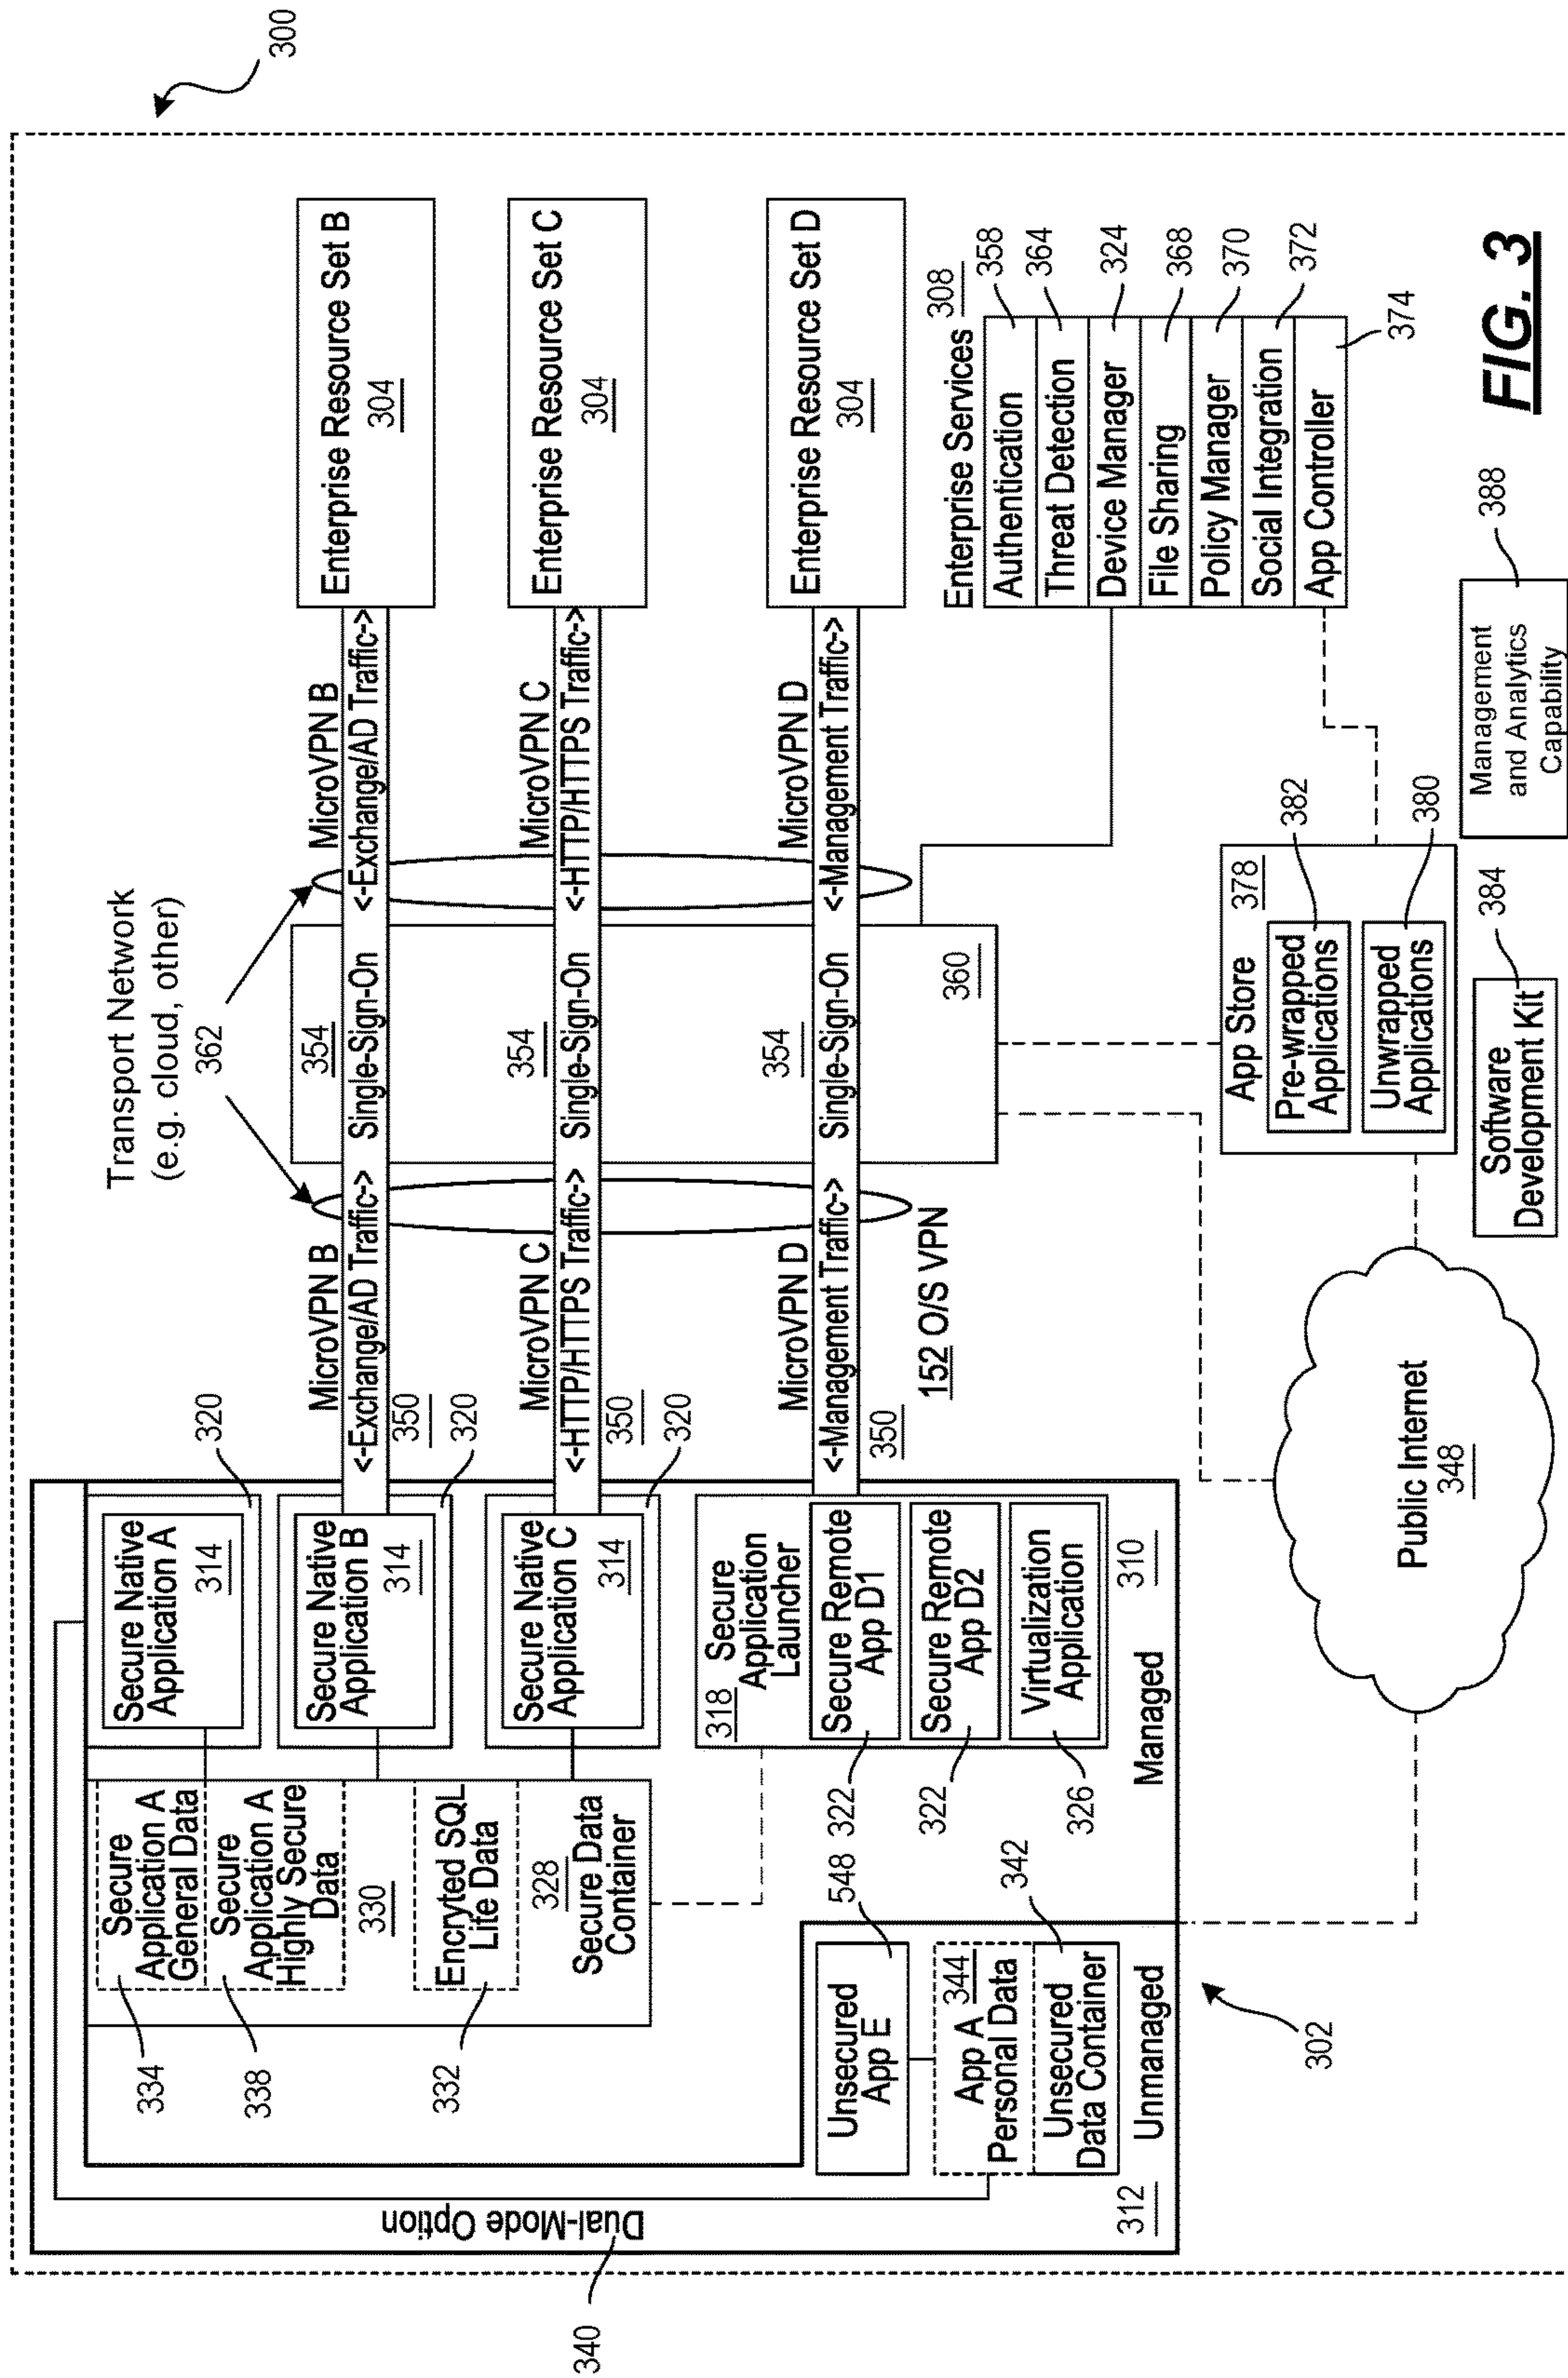 300
Transport Network
(e.g. cloud, other)
362
340
Dual-Mode Option
334
338
332
Secure
Application A
General Data
Secure
Application A
Highly Secure
Data
330
Encryted SQL
Life Data
328
Secure Data
Container
Secure Native
Application A
314
320
Secure Native
Application B
314
320
Secure Native
Application C
314
320
318 Secure
Application
Launcher
Secure Remote
App D1
322
Secure Remote
App D2
322
Virtualization
Application
326
310
Managed
Unsecured
App E
548
344
App A
Personal Data
342
Unsecured
Data Container
312
Unmanaged
302
MicroVPN B
<-Exchange/AD Traffic->
350
MicroVPN C
<-HTTP/HTTPS Traffic->
350
MicroVPN D
<-Management Traffic->
350
152 O/S VPN
354
Single-Sign-On
354
Single-Sign-On
354
Single-Sign-On
360
MicroVPN B
<-Exchange/AD Traffic->
MicroVPN C
<-HTTP/HTTPS Traffic->
MicroVPN D
<-Management Traffic->
Enterprise Resource Set B
304
Enterprise Resource Set C
304
Enterprise Resource Set D
304
Enterprise Services 308
Authentication
358
Threat Detection
364
Device Manager
324
File Sharing
368
Policy Manager
370
Social Integration
372
App Controller
374
Public Internet
348
App Store 378
Pre-wrapped
Applications
382
Unwrapped
Applications
380
Software
Development Kit
384
Management
and Analytics
Capability
388
FIG. 3